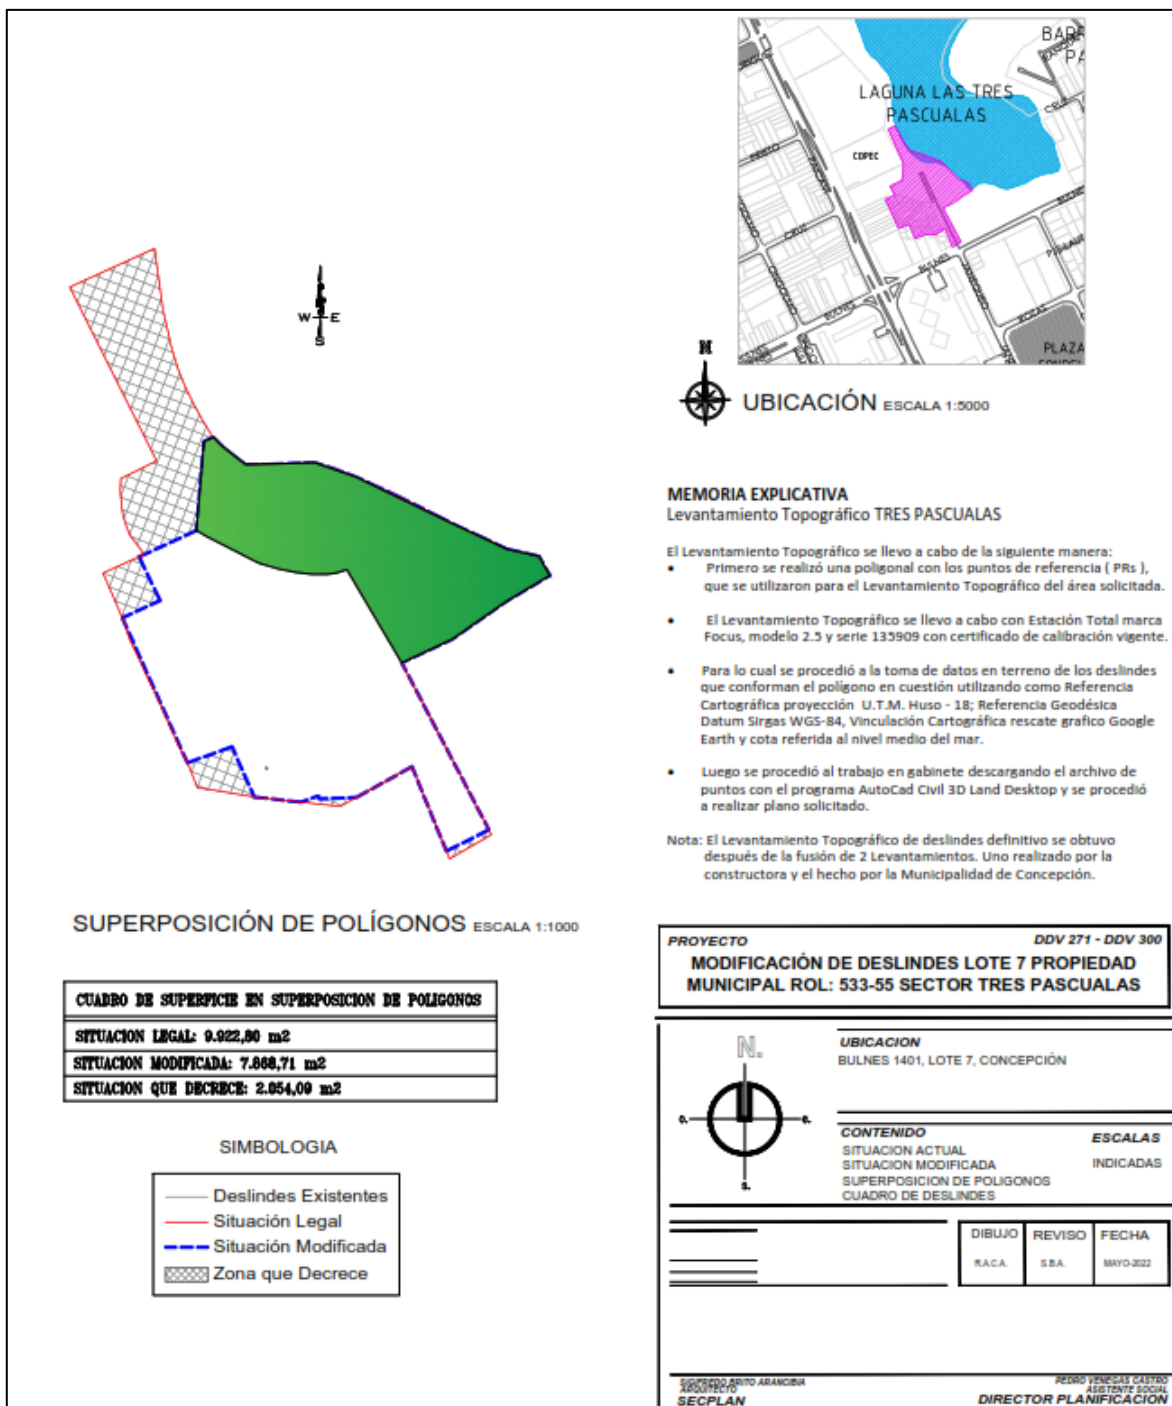 LAGUNA LAS TRES
PASCUALAS
COPEC
CRUZ
BULNES
PLAZA
N
UBICACIÓN ESCALA 1:5000
W E
S
MEMORIA EXPLICATIVA
Levantamiento Topográfico TRES PASCUALAS
El Levantamiento Topográfico se llevo a cabo de la siguiente manera:
• Primero se realizó una poligonal con los puntos de referencia ( PRs ),
que se utilizaron para el Levantamiento Topográfico del área solicitada.
• El Levantamiento Topográfico se llevo a cabo con Estación Total marca
Focus, modelo 2.5 y serie 135909 con certificado de calibración vigente.
• Para lo cual se procedió a la toma de datos en terreno de los deslindes
que conforman el polígono en cuestión utilizando como Referencia
Cartográfica proyección U.T.M. Huso - 18; Referencia Geodésica
Datum Sirgas WGS-84, Vinculación Cartográfica rescate grafico Google
Earth y cota referida al nivel medio del mar.
• Luego se procedió al trabajo en gabinete descargando el archivo de
puntos con el programa AutoCad Civil 3D Land Desktop y se procedió
a realizar plano solicitado.
Nota: El Levantamiento Topográfico de deslindes definitivo se obtuvo
después de la fusión de 2 Levantamientos. Uno realizado por la
constructora y el hecho por la Municipalidad de Concepción.
SUPERPOSICIÓN DE POLÍGONOS ESCALA 1:1000
CUADRO DE SUPERFICIE EN SUPERPOSICION DE POLIGONOS
SITUACION LEGAL: 9.922,80 m2
SITUACION MODIFICADA: 7.868,71 m2
SITUACION QUE DECRECE: 2.054,09 m2
SIMBOLOGIA
Deslindes Existentes
Situación Legal
Situación Modificada
Zona que Decrece
PROYECTO DDV 271 - DDV 300
MODIFICACIÓN DE DESLINDES LOTE 7 PROPIEDAD
MUNICIPAL ROL: 533-55 SECTOR TRES PASCUALAS
N.
O. E.
S.
UBICACION
BULNES 1401, LOTE 7, CONCEPCIÓN
CONTENIDO ESCALAS
SITUACION ACTUAL
SITUACION MODIFICADA INDICADAS
SUPERPOSICION DE POLIGONOS
CUADRO DE DESLINDES
DIBUJO REVISO FECHA
R.A.C.A. S.B.A. MAYO-2022
SIGIFREDO BRITO ARANCIBIA PEDRO VENEGAS CASTRO
ARQUITECTO ASISTENTE SOCIAL
SECPLAN DIRECTOR PLANIFICACION